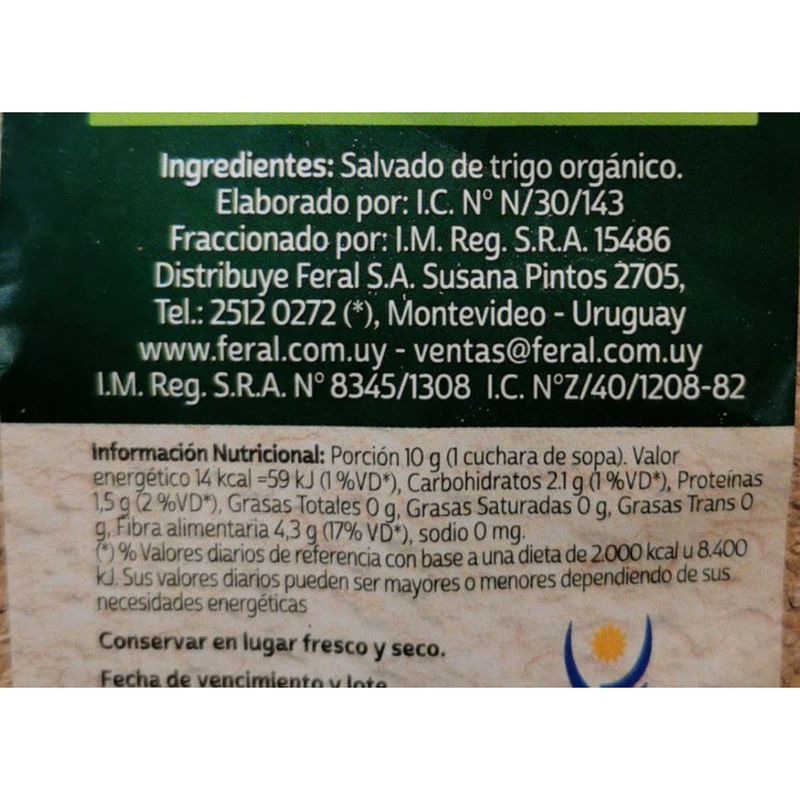 Ingredientes: Salvado de trigo orgánico.
Elaborado por: I.C. N° N/30/143
Fraccionado por: I.M. Reg. S.R.A. 15486
Distribuye Feral S.A. Susana Pintos 2705,
Tel.: 2512 0272 (*), Montevideo - Uruguay
www.feral.com.uy - ventas@feral.com.uy
I.M. Reg. S.R.A. N° 8345/1308 I.C. N°Z/40/1208-82
Información Nutricional: Porción 10 g (1 cuchara de sopa). Valor
energético 14 kcal =59 kJ (1 %VD*), Carbohidratos 2.1 g (1 %VD*), Proteínas
1,5 g (2 %VD*), Grasas Totales 0 g, Grasas Saturadas 0 g, Grasas Trans 0
g, Fibra alimentaria 4,3 g (17% VD*), sodio 0 mg.
(*) % Valores diarios de referencia con base a una dieta de 2.000 kcal u 8.400
kJ. Sus valores diarios pueden ser mayores o menores dependiendo de sus
necesidades energéticas
Conservar en lugar fresco y seco.
Fecha de vencimiento y lote